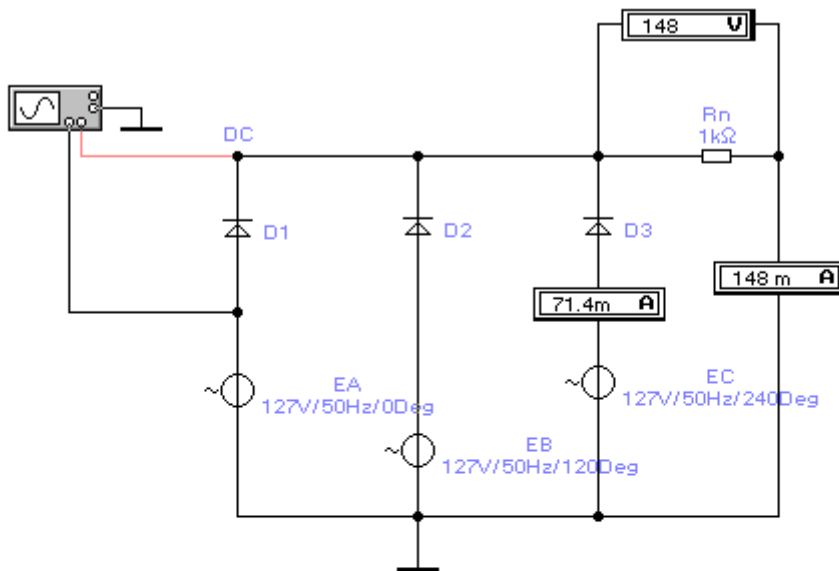 148 V
Rn
1kΩ
DC
D1
D2
D3
148 m A
71.4m A
EA
127V/50Hz/0Deg
EC
127V/50Hz/240Deg
EB
127V/50Hz/120Deg